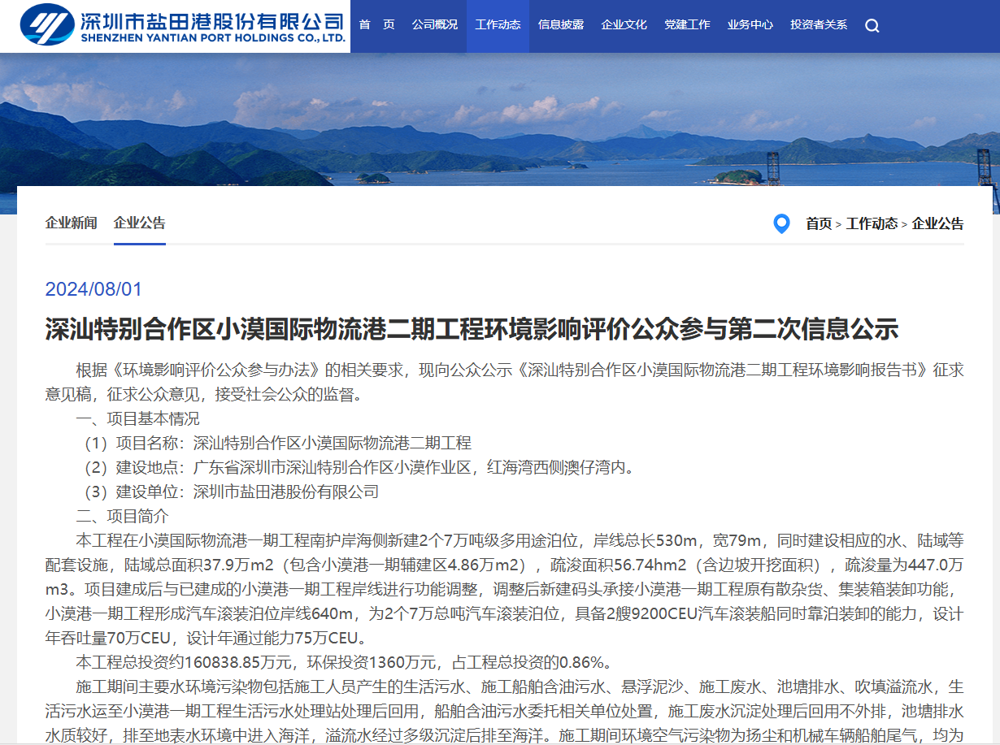 深圳市盐田港股份有限公司
SHENZHEN YANTIAN PORT HOLDINGS CO., LTD.
首 页 公司概况 工作动态 信息披露 企业文化 党建工作 业务中心 投资者关系
企业新闻 企业公告
首页 > 工作动态 > 企业公告
2024/08/01
深汕特别合作区小漠国际物流港二期工程环境影响评价公众参与第二次信息公示
根据《环境影响评价公众参与办法》的相关要求，现向公众公示《深汕特别合作区小漠国际物流港二期工程环境影响报告书》征求
意见稿，征求公众意见，接受社会公众的监督。
一、项目基本情况
（1）项目名称：深汕特别合作区小漠国际物流港二期工程
（2）建设地点：广东省深圳市深汕特别合作区小漠作业区，红海湾西侧澳仔湾内。
（3）建设单位：深圳市盐田港股份有限公司
二、项目简介
本工程在小漠国际物流港一期工程南护岸海侧新建2个7万吨级多用途泊位，岸线总长530m，宽79m，同时建设相应的水、陆域等
配套设施，陆域总面积37.9万m2（包含小漠港一期辅建区4.86万m2），疏浚面积56.74hm2（含边坡开挖面积），疏浚量为447.0万
m3。项目建成后与已建成的小漠港一期工程岸线进行功能调整，调整后新建码头承接小漠港一期工程原有散杂货、集装箱装卸功能，
小漠港一期工程形成汽车滚装泊位岸线640m，为2个7万总吨汽车滚装泊位，具备2艘9200CEU汽车滚装船同时靠泊装卸的能力，设计
年吞吐量70万CEU，设计年通过能力75万CEU。
本工程总投资约160838.85万元，环保投资1360万元，占工程总投资的0.86%。
施工期间主要水环境污染物包括施工人员产生的生活污水、施工船舶含油污水、悬浮泥沙、施工废水、池塘排水、吹填溢流水，生
活污水运至小漠港一期工程生活污水处理站处理后回用，船舶含油污水委托相关单位处置，施工废水沉淀处理后回用不外排，池塘排水
水质较好，排至地表水环境中进入海洋，溢流水经过多级沉淀后排至海洋。施工期间环境空气污染物为扬尘和机械车辆船舶尾气，均为